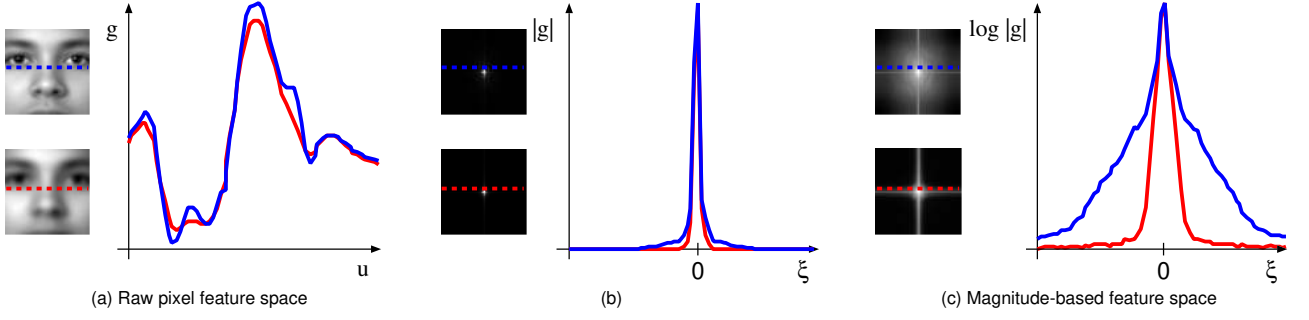 g
u
(a) Raw pixel feature space
|g|
0
ξ
(b)
log |g|
0
ξ
(c) Magnitude-based feature space